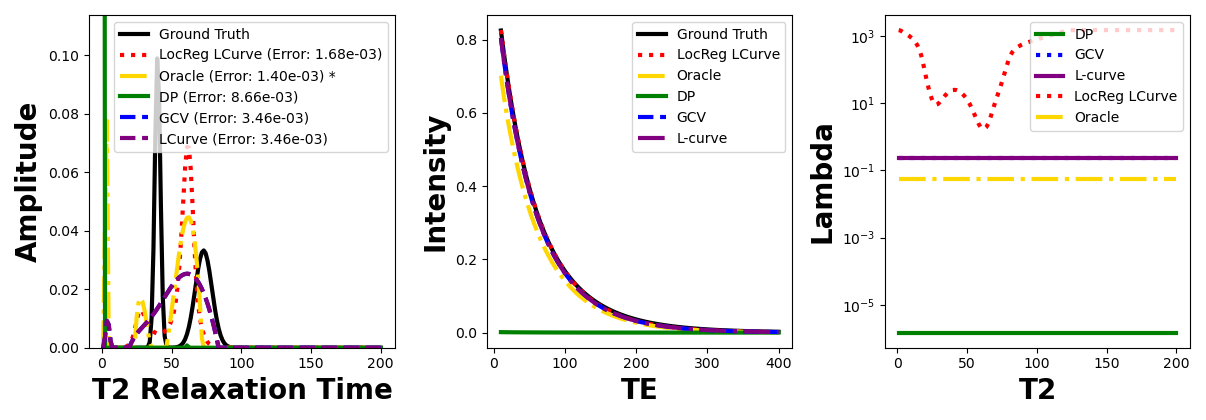 Amplitude
0.10
0.08
0.06
0.04
0.02
0.00
Ground Truth
LocReg LCurve (Error: 1.68e-03)
Oracle (Error: 1.40e-03) *
DP (Error: 8.66e-03)
GCV (Error: 3.46e-03)
LCurve (Error: 3.46e-03)
0 50 100 150 200
T2 Relaxation Time
Intensity
0.8
0.6
0.4
0.2
0.0
Ground Truth
LocReg LCurve
Oracle
DP
GCV
L-curve
0 100 200 300 400
TE
Lambda
10³
10¹
10⁻¹
10⁻³
10⁻⁵
DP
GCV
L-curve
LocReg LCurve
Oracle
0 50 100 150 200
T2